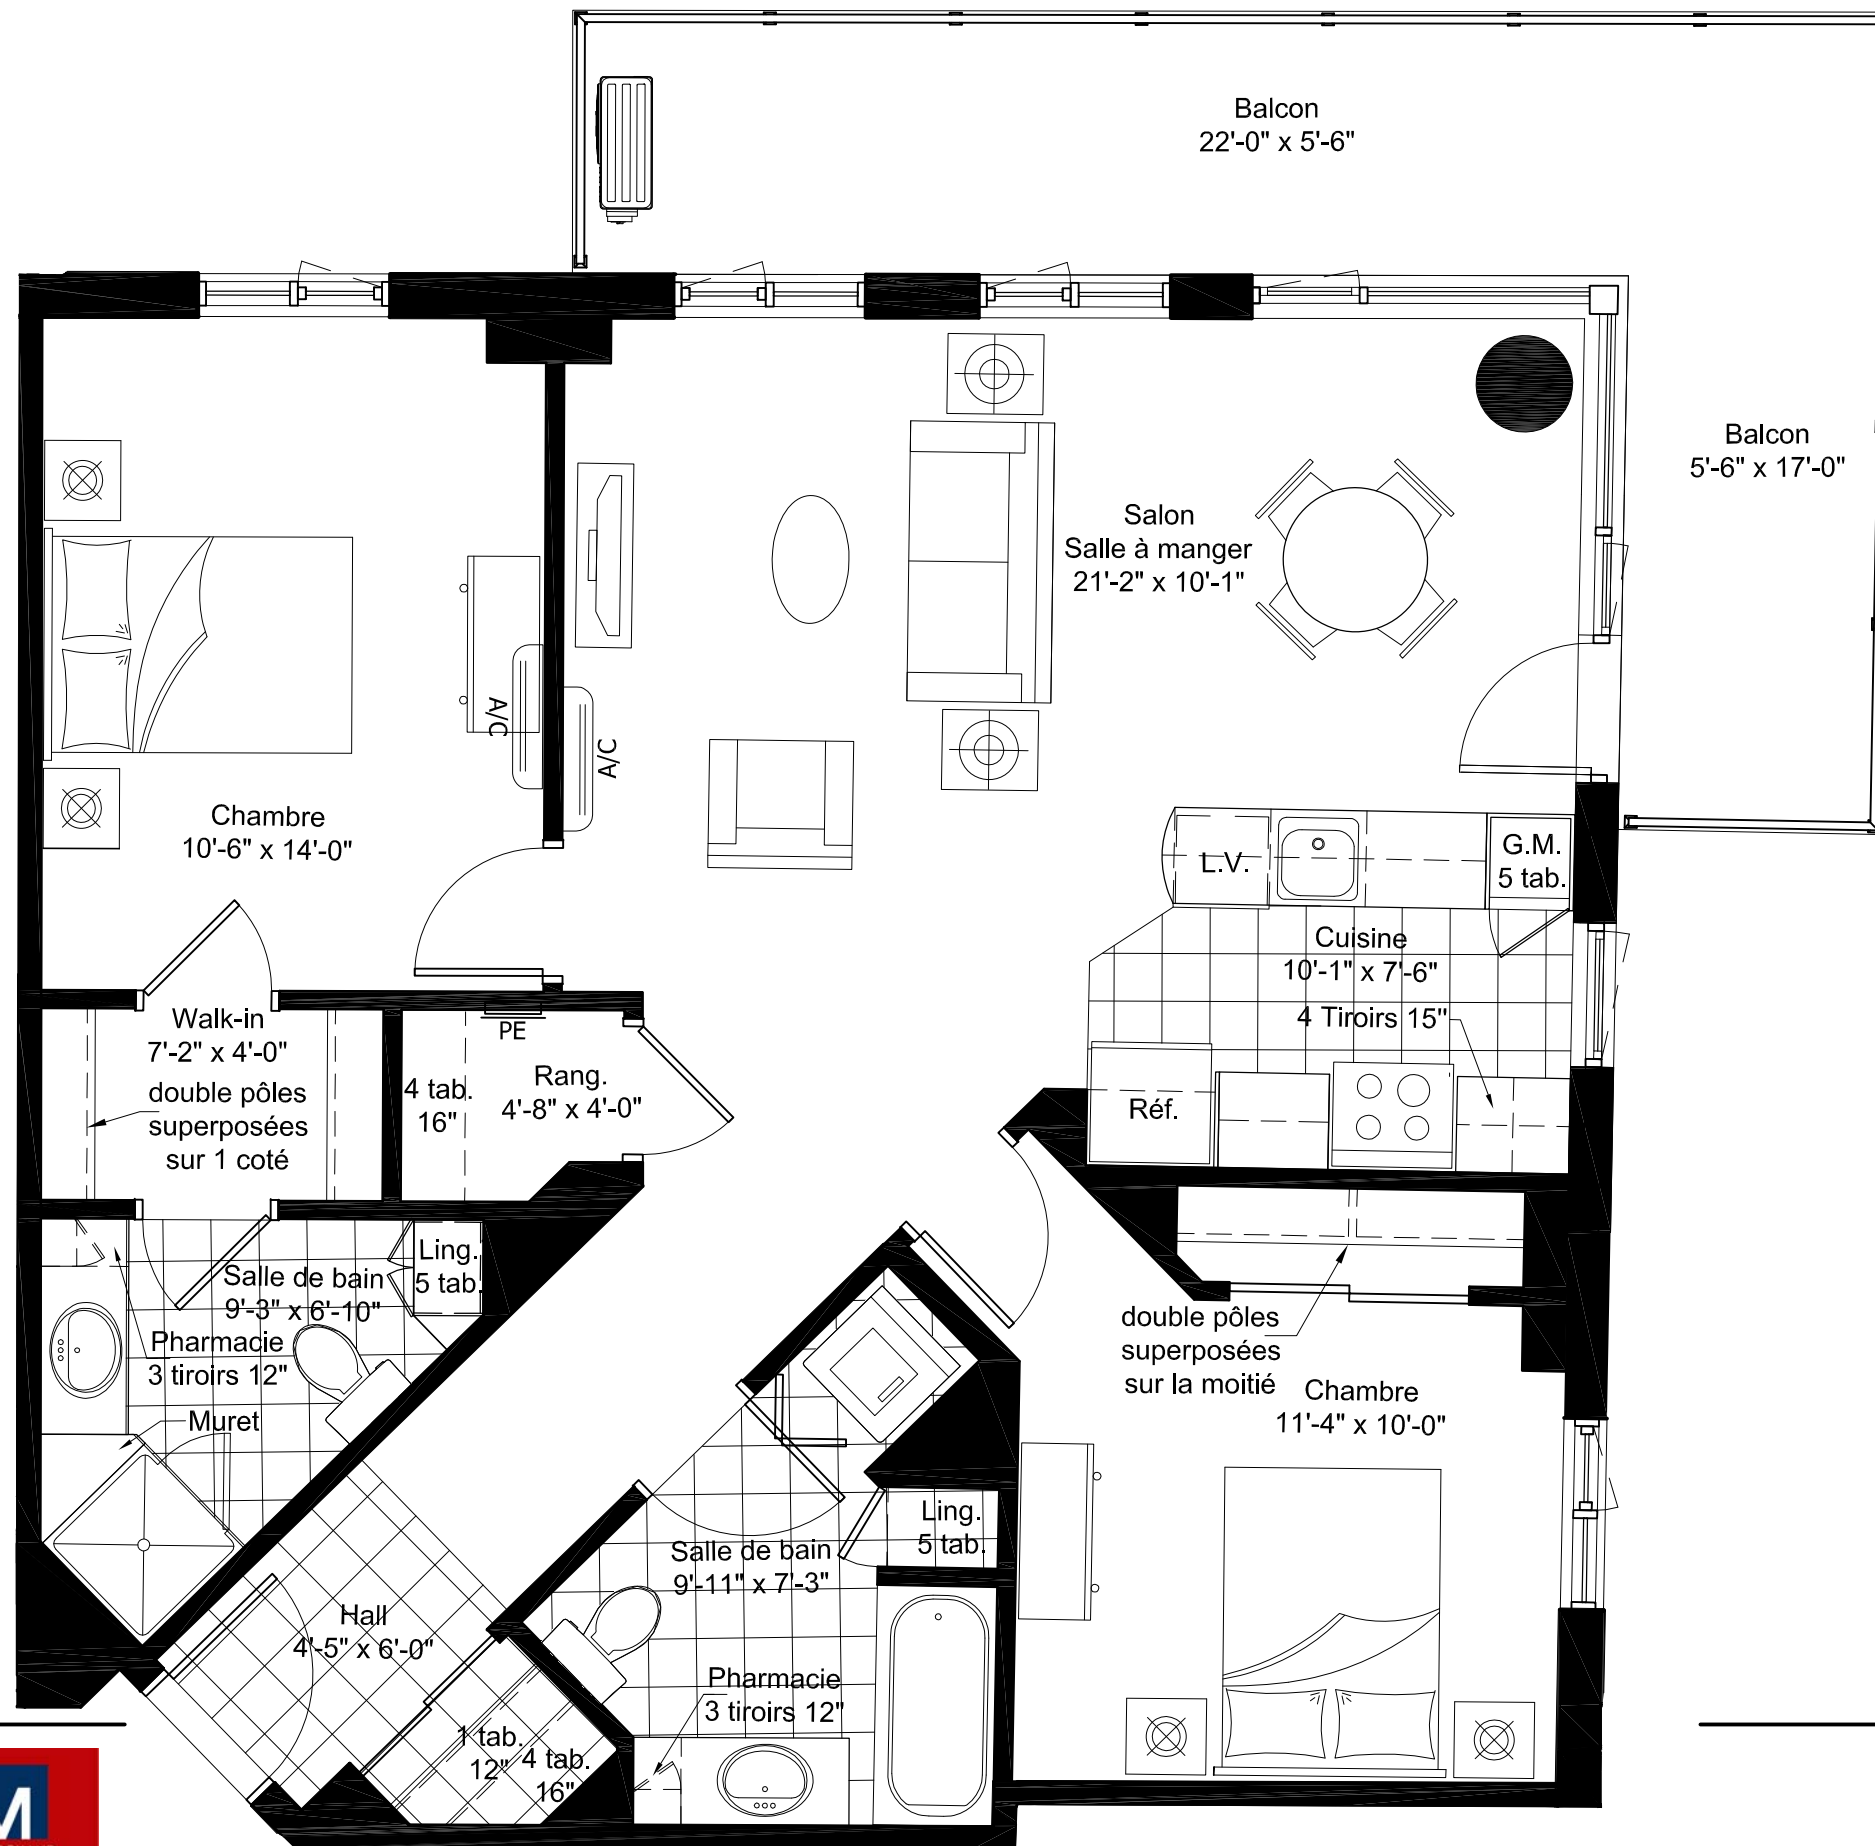 Balcon
22'-0" x 5'-6"
Balcon
5'-6" x 17'-0"
Salon
Salle à manger
21'-2" x 10'-1"
A/C
A/C
Chambre
10'-6" x 14'-0"
L.V.
G.M.
5 tab.
Cuisine
10'-1" x 7'-6"
4 Tiroirs 15"
Réf.
Walk-in
7'-2" x 4'-0"
double pôles
superposées
sur 1 coté
PE
4 tab.
16"
Rang.
4'-8" x 4'-0"
Ling.
5 tab.
Salle de bain
9'-3" x 6'-10"
Pharmacie
3 tiroirs 12"
Muret
double pôles
superposées
sur la moitié
Chambre
11'-4" x 10'-0"
Ling.
5 tab.
Salle de bain
9'-11" x 7'-3"
Hall
4'-5" x 6'-0"
Pharmacie
3 tiroirs 12"
1 tab.
12"
4 tab.
16"
M